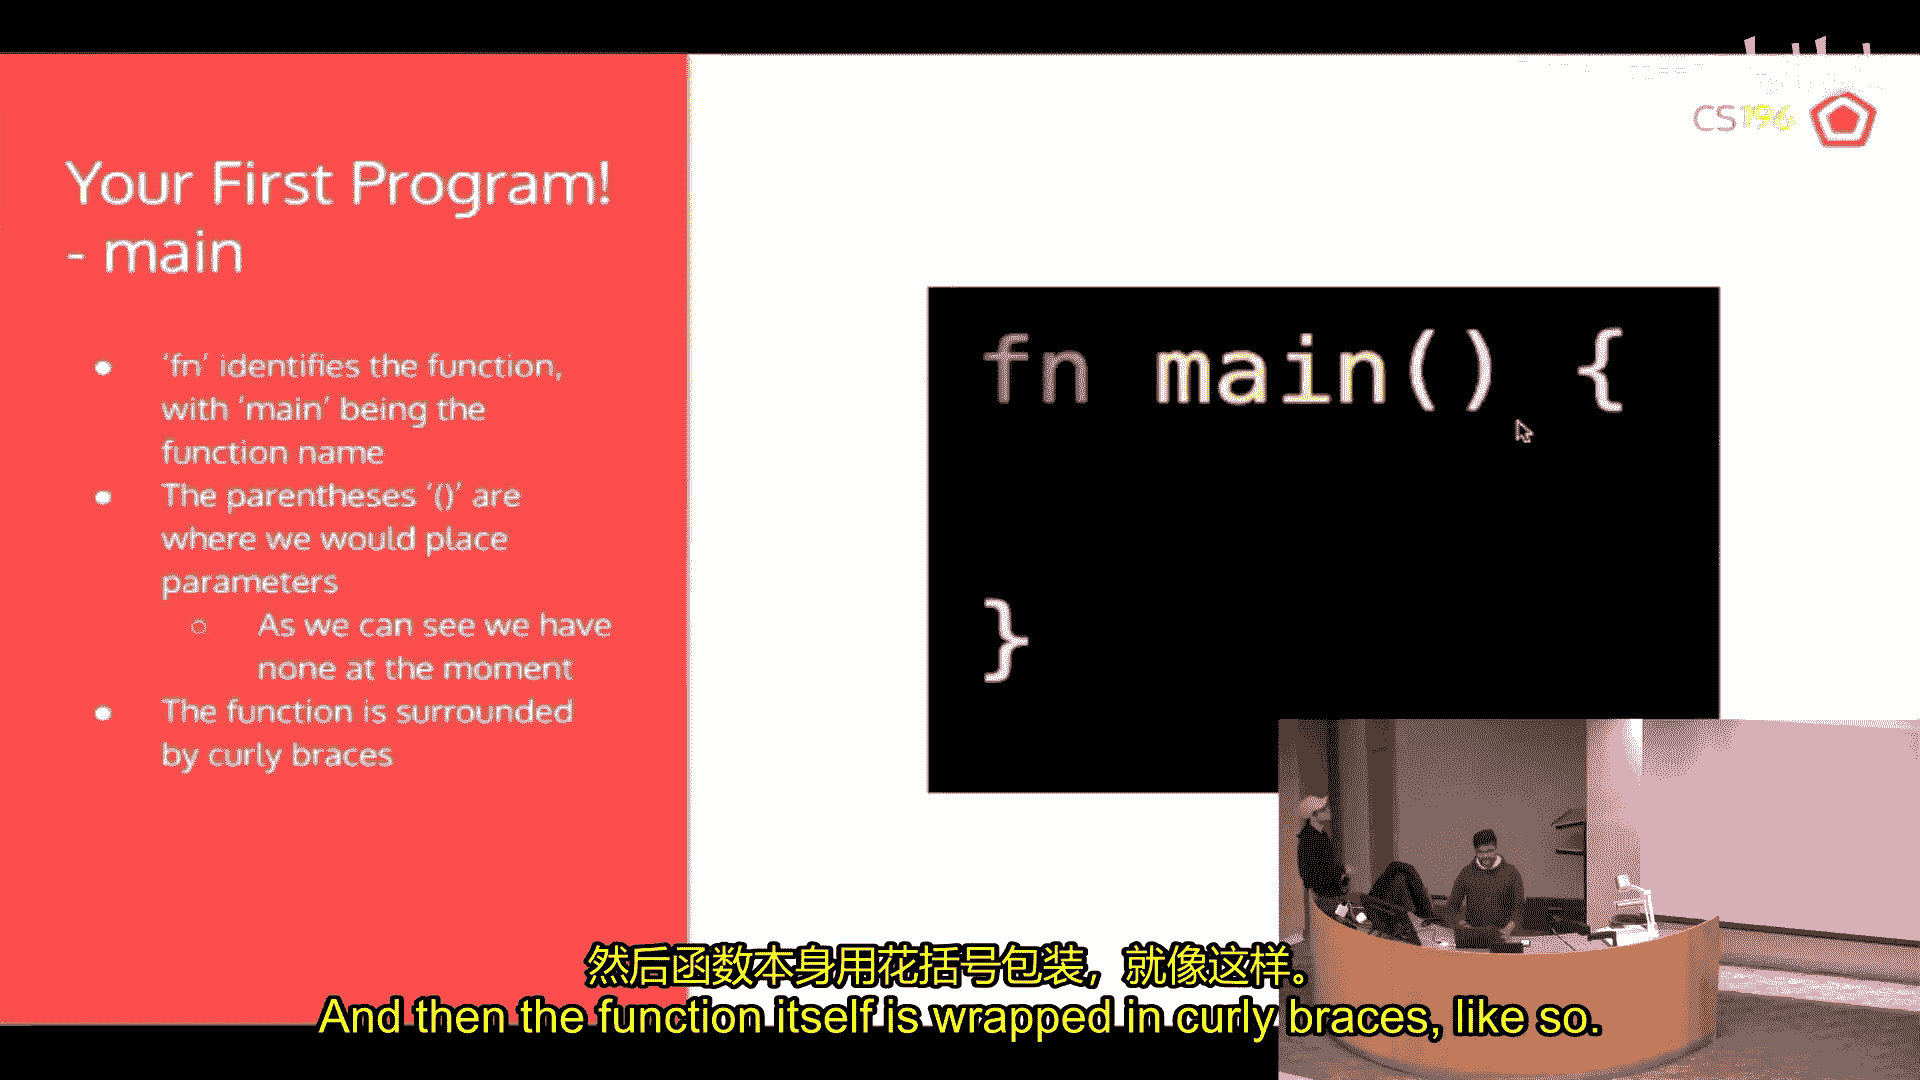 CS196
Your First Program!
- main
● ‘fn’ identifies the function,
with ‘main’ being the
function name
● The parentheses ‘()’ are
where we would place
parameters
○ As we can see we have
none at the moment
● The function is surrounded
by curly braces
fn main() {
}
然后函数本身用花括号包装，就像这样。
And then the function itself is wrapped in curly braces, like so.